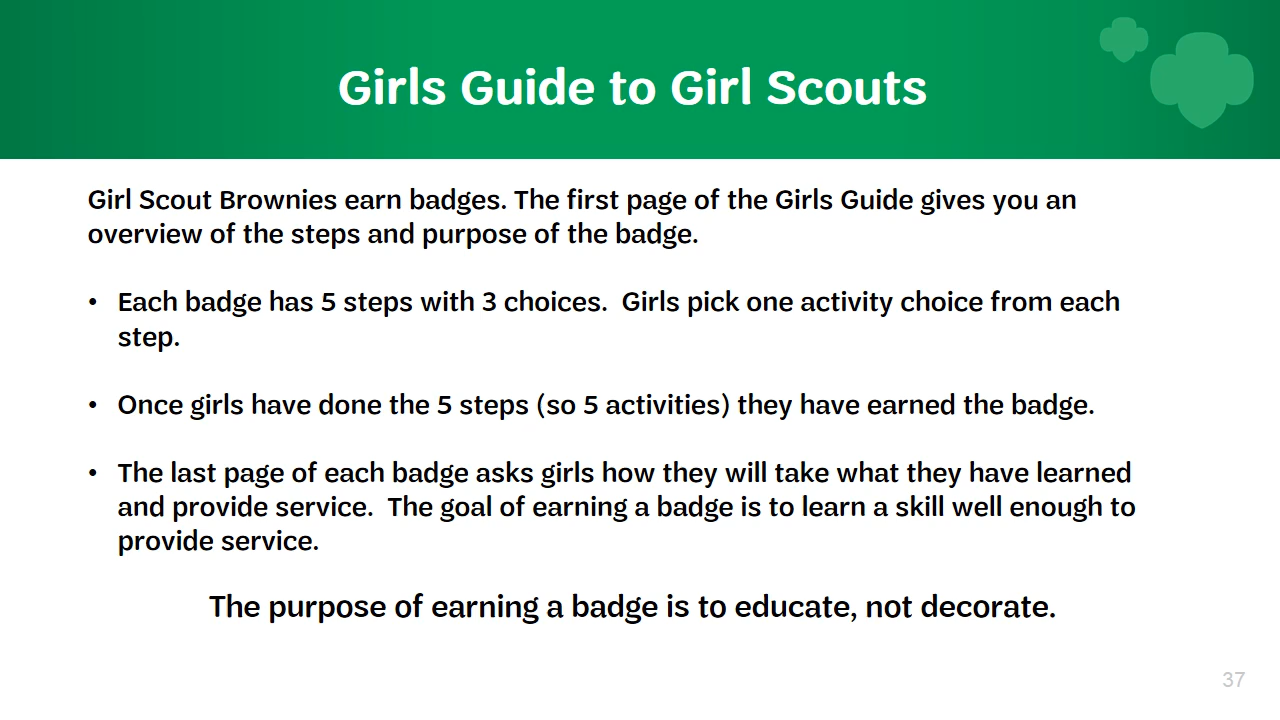 Girls Guide to Girl Scouts
Girl Scout Brownies earn badges. The first page of the Girls Guide gives you an
overview of the steps and purpose of the badge.
• Each badge has 5 steps with 3 choices.  Girls pick one activity choice from each
step.
• Once girls have done the 5 steps (so 5 activities) they have earned the badge.
• The last page of each badge asks girls how they will take what they have learned
and provide service.  The goal of earning a badge is to learn a skill well enough to
provide service.
The purpose of earning a badge is to educate, not decorate.
37